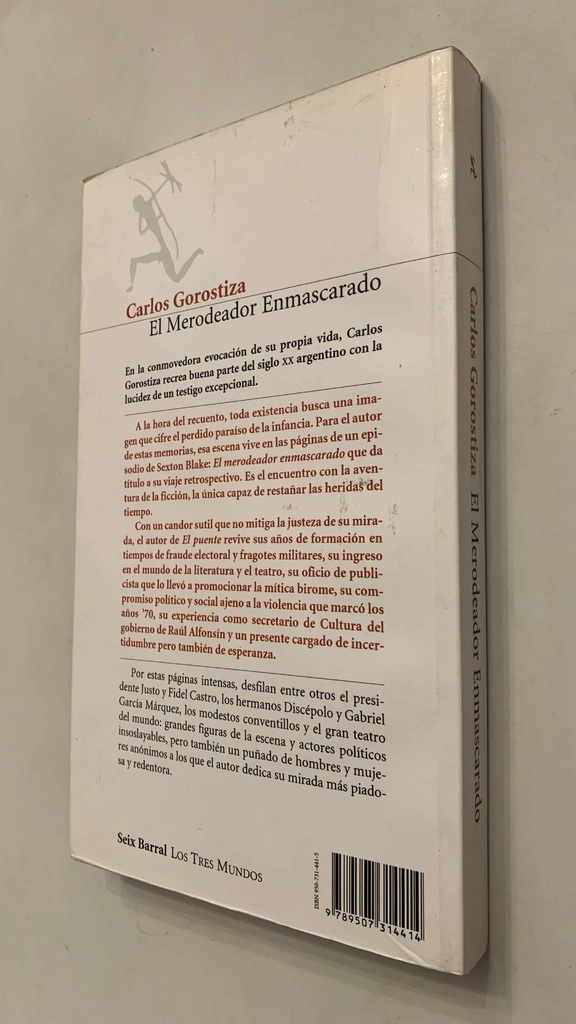 Carlos Gorostiza
El Merodeador Enmascarado
En la conmovedora evocación de su propia vida, Carlos
Gorostiza recrea buena parte del siglo XX argentino con la
lucidez de un testigo excepcional.
A la hora del recuento, toda existencia busca una ima-
gen que cifre el perdido paraíso de la infancia. Para el autor
de estas memorias, esa escena vive en las páginas de un epi-
sodio de Sexton Blake: El merodeador enmascarado que da
título a su viaje retrospectivo. Es el encuentro con la aven-
tura de la ficción, la única capaz de restañar las heridas del
tiempo.
Con un candor sutil que no mitiga la justeza de su mira-
da, el autor de El puente revive sus años de formación en
tiempos de fraude electoral y fragotes militares, su ingreso
en el mundo de la literatura y el teatro, su oficio de publi-
cista que lo llevó a promocionar la mítica birome, su com-
promiso político y social ajeno a la violencia que marcó los
años '70, su experiencia como secretario de Cultura del
gobierno de Raúl Alfonsín y un presente cargado de incer-
tidumbre pero también de esperanza.
Por estas páginas intensas, desfilan entre otros el presi-
dente Justo y Fidel Castro, los hermanos Discépolo y Gabriel
García Márquez, los modestos conventillos y el gran teatro
del mundo: grandes figuras de la escena y actores políticos
insoslayables, pero también un puñado de hombres y muje-
res anónimos a los que el autor dedica su mirada más piado-
sa y redentora.
Seix Barral LOS TRES MUNDOS
ISBN 950-731-441-5
9 789507 314414
Carlos Gorostiza El Merodeador Enmascarado